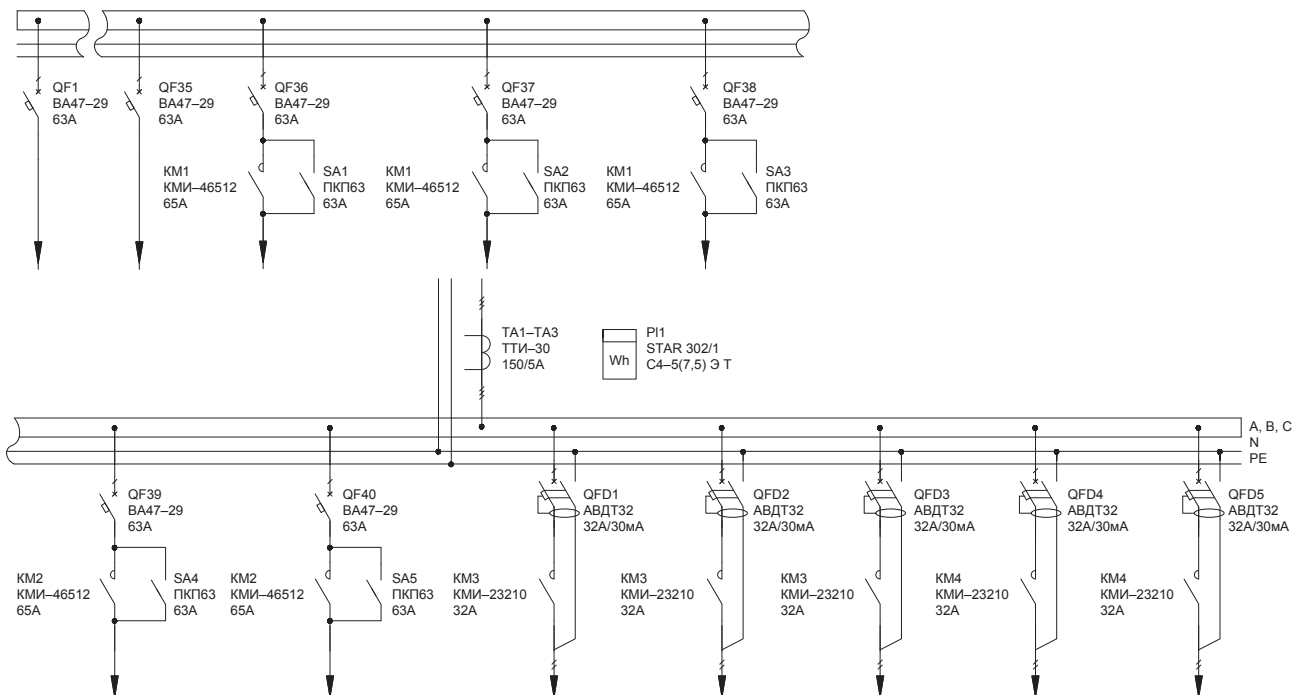 QF1
ВА47–29
63А
QF35
ВА47–29
63А
QF36
ВА47–29
63А
QF37
ВА47–29
63А
QF38
ВА47–29
63А
КМ1
КМИ–46512
65А
SA1
ПКП63
63А
КМ1
КМИ–46512
65А
SA2
ПКП63
63А
КМ1
КМИ–46512
65А
SA3
ПКП63
63А
ТА1–ТА3
ТТИ–30
150/5А
Wh
PI1
STAR 302/1
С4–5(7,5) Э Т
A, B, C
N
PE
QF39
ВА47–29
63А
QF40
ВА47–29
63А
QFD1
АВДТ32
32А/30мА
QFD2
АВДТ32
32А/30мА
QFD3
АВДТ32
32А/30мА
QFD4
АВДТ32
32А/30мА
QFD5
АВДТ32
32А/30мА
КМ2
КМИ–46512
65А
SA4
ПКП63
63А
КМ2
КМИ–46512
65А
SA5
ПКП63
63А
КМ3
КМИ–23210
32А
КМ3
КМИ–23210
32А
КМ3
КМИ–23210
32А
КМ4
КМИ–23210
32А
КМ4
КМИ–23210
32А